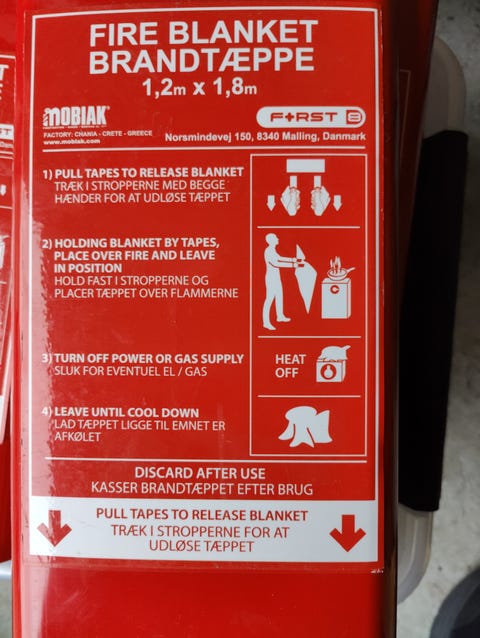 FIRE BLANKET
BRANDTÆPPE
1,2m x 1,8m
MOBIAK
FACTORY: CHANIA - CRETE - GREECE
www.mobiak.com
F+RST
Norsmindevej 150, 8340 Malling, Danmark
1) PULL TAPES TO RELEASE BLANKET
TRÆK I STROPPERNE MED BEGGE
HÆNDER FOR AT UDLØSE TÆPPET
2) HOLDING BLANKET BY TAPES,
PLACE OVER FIRE AND LEAVE
IN POSITION
HOLD FAST I STROPPERNE OG
PLACER TÆPPET OVER FLAMMERNE
3) TURN OFF POWER OR GAS SUPPLY
SLUK FOR EVENTUEL EL / GAS
HEAT
OFF
4) LEAVE UNTIL COOL DOWN
LAD TÆPPET LIGGE TIL EMNET ER
AFKØLET
DISCARD AFTER USE
KASSER BRANDTÆPPET EFTER BRUG
PULL TAPES TO RELEASE BLANKET
TRÆK I STROPPERNE FOR AT
UDLØSE TÆPPET